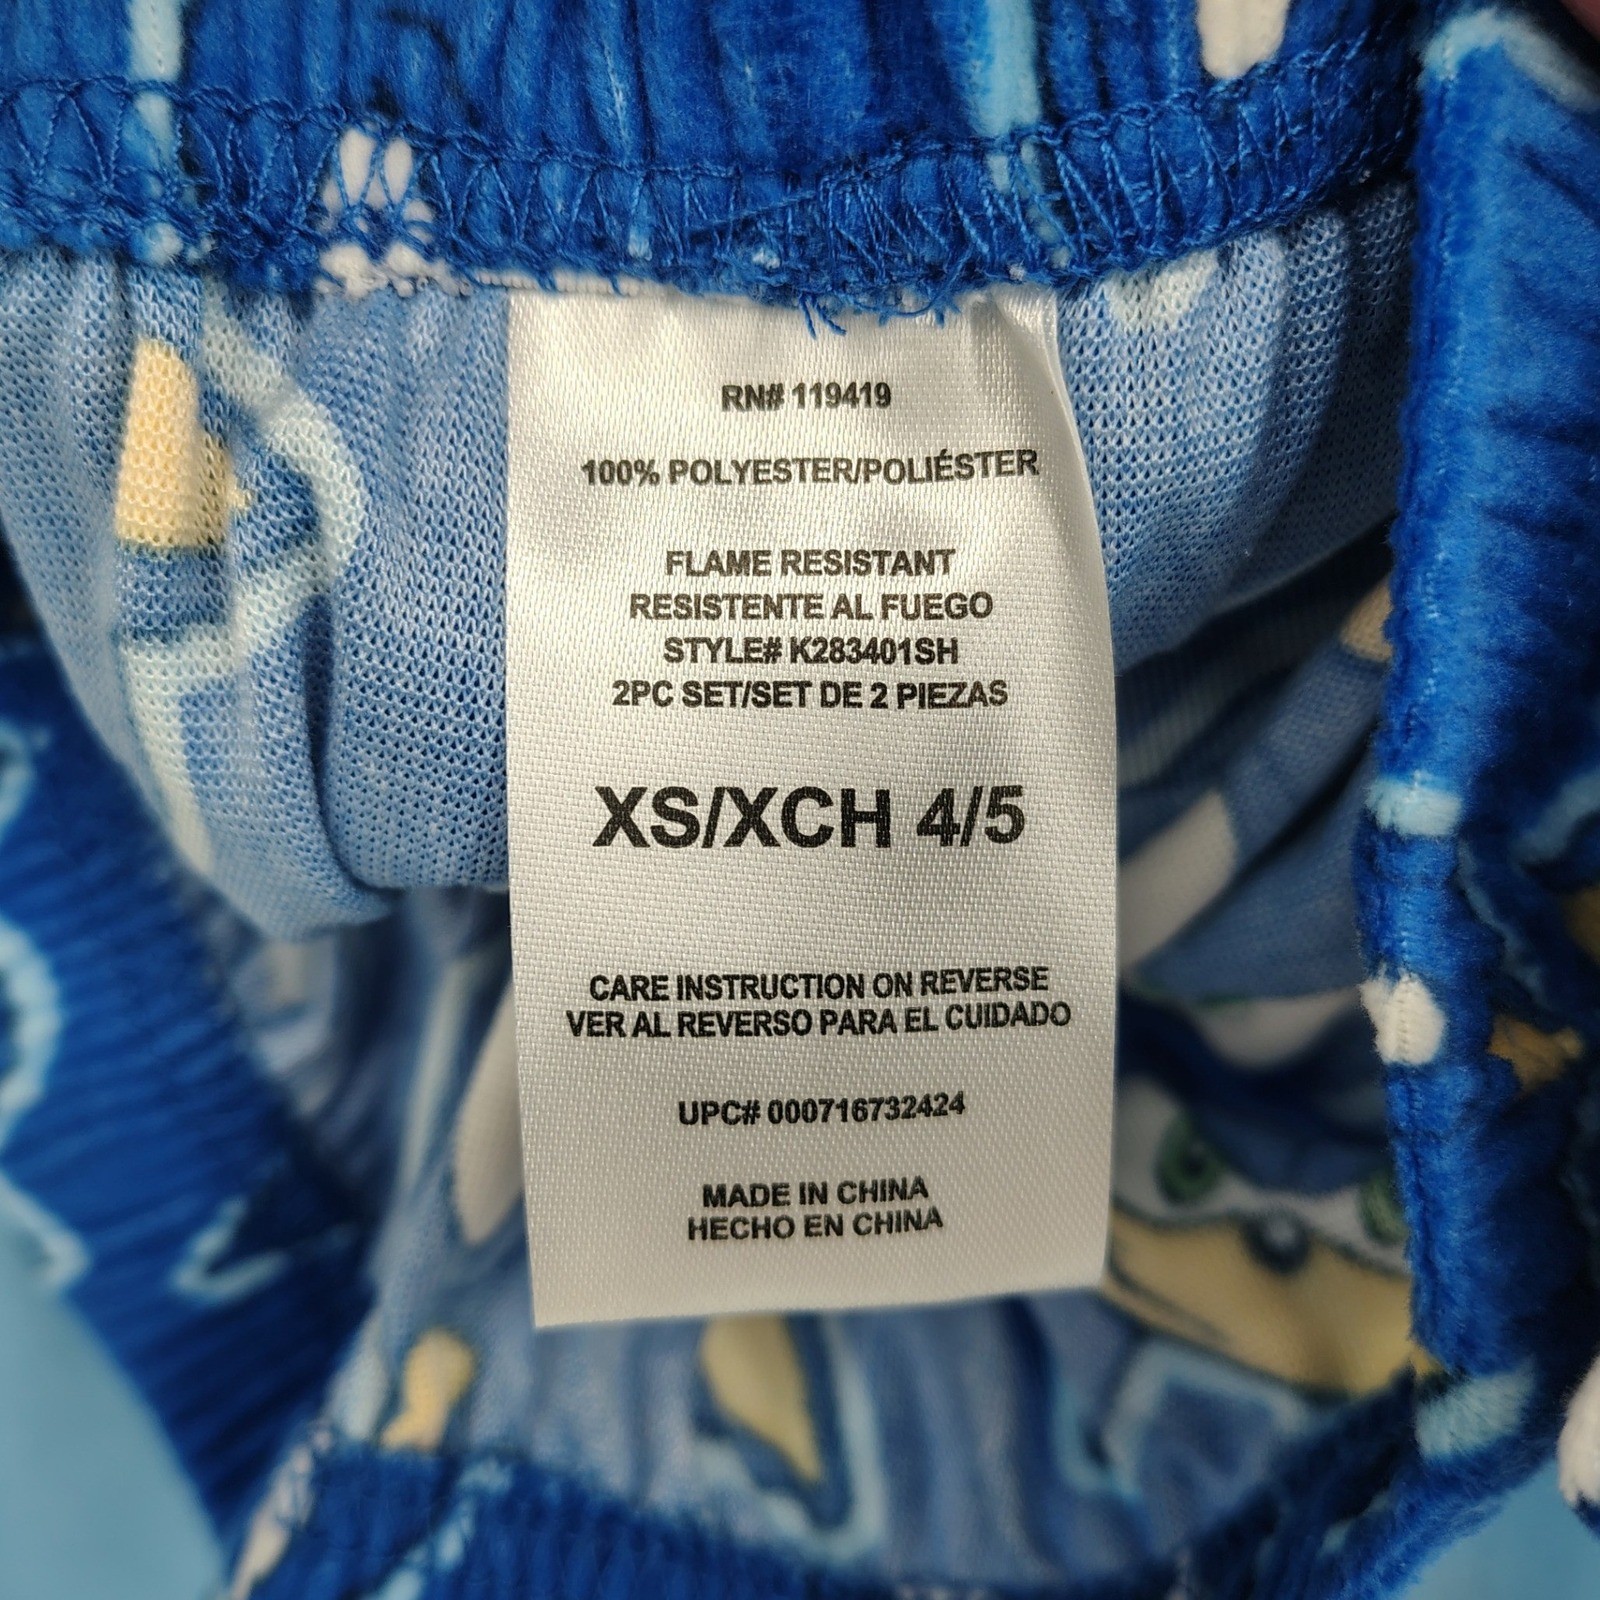 RN# 119419
100% POLYESTER/POLIÉSTER
FLAME RESISTANT
RESISTENTE AL FUEGO
STYLE# K283401SH
2PC SET/SET DE 2 PIEZAS
XS/XCH 4/5
CARE INSTRUCTION ON REVERSE
VER AL REVERSO PARA EL CUIDADO
UPC# 000716732424
MADE IN CHINA
HECHO EN CHINA